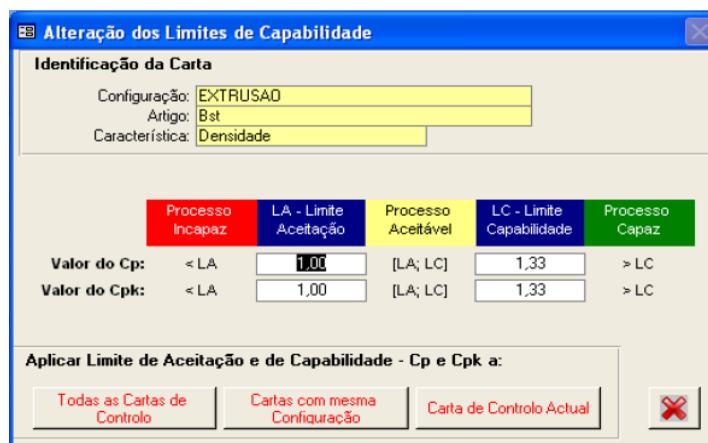 Alteração dos Limites de Capabilidade
Identificação da Carta
Configuração: EXTRUSAO
Artigo: Bst
Característica: Densidade
Processo Incapaz
LA - Limite Aceitação
Processo Aceitável
LC - Limite Capabilidade
Processo Capaz
Valor do Cp: < LA 1,00 [LA; LC] 1,33 > LC
Valor do Cpk: < LA 1,00 [LA; LC] 1,33 > LC
Aplicar Limite de Aceitação e de Capabilidade - Cp e Cpk a:
Todas as Cartas de Controlo
Cartas com mesma Configuração
Carta de Controlo Actual